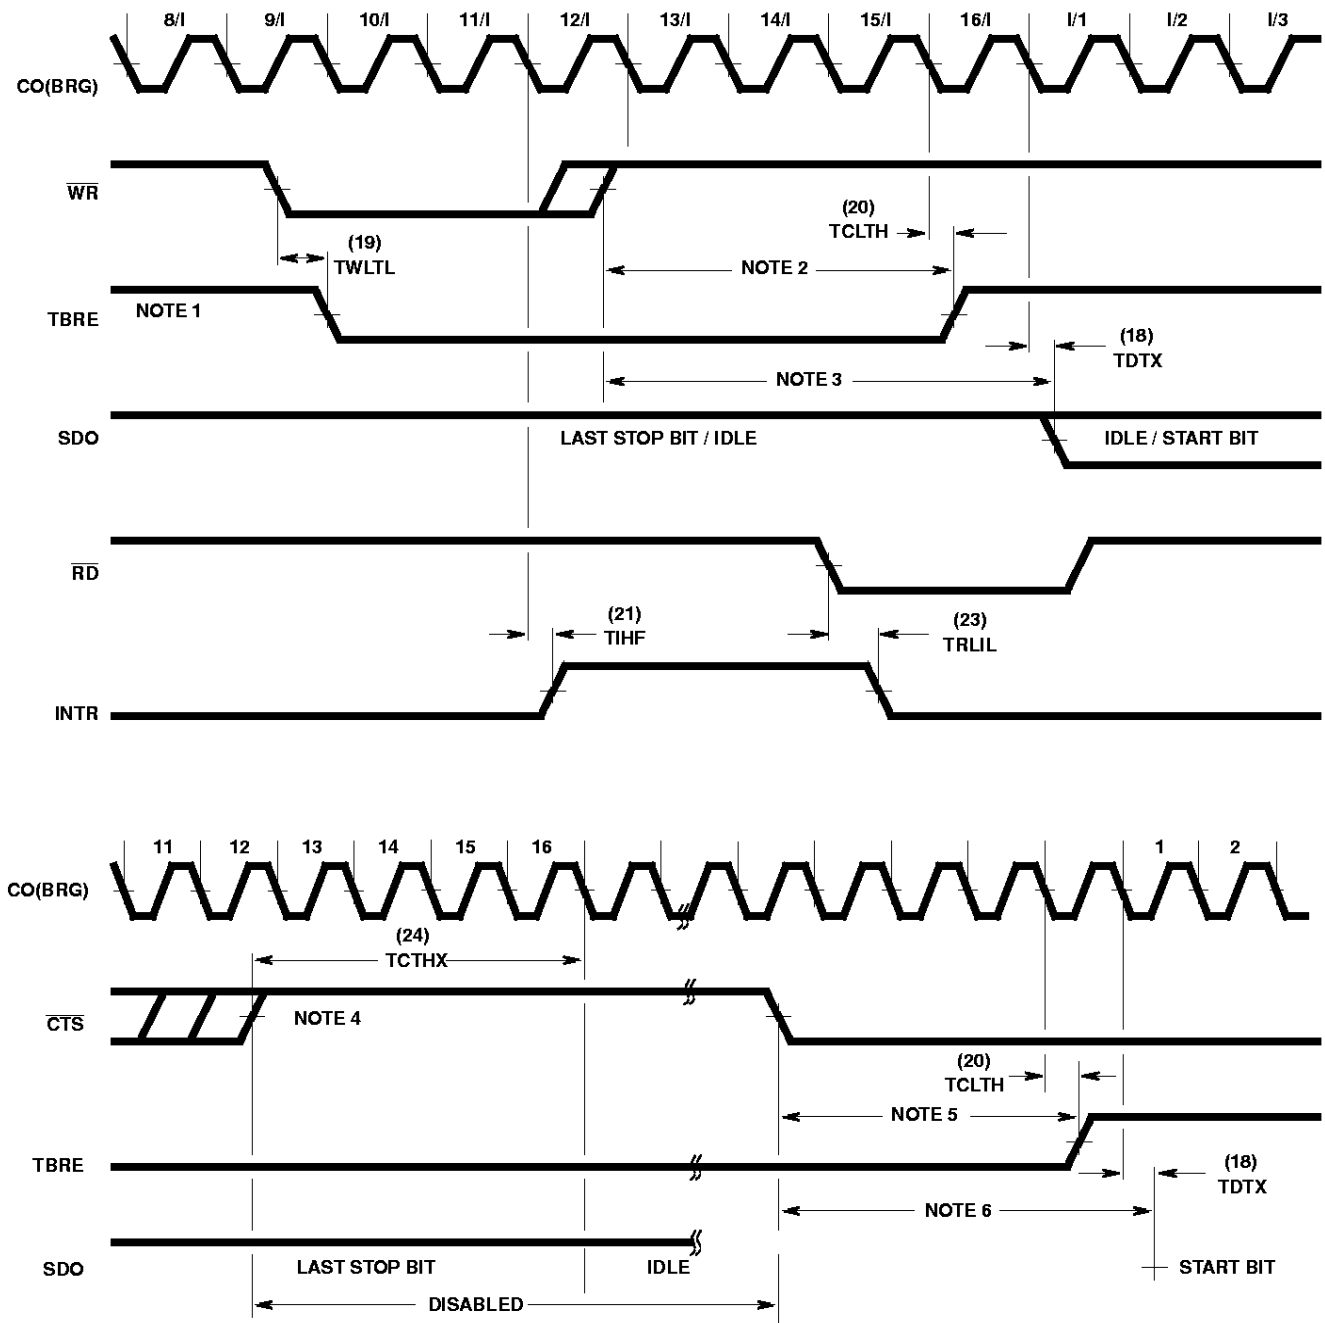 8/I 9/I 10/I 11/I 12/I 13/I 14/I 15/I 16/I I/1 I/2 I/3
CO(BRG)
WR
(20)
TCLTH
(19)
TWLTL
NOTE 2
NOTE 1
TBRE
(18)
TDTX
NOTE 3
SDO
LAST STOP BIT / IDLE
IDLE / START BIT
RD
(21)
TIHF
(23)
TRLIL
INTR
11 12 13 14 15 16 1 2
CO(BRG)
(24)
TCTHX
CTS
NOTE 4
(20)
TCLTH
NOTE 5
TBRE
(18)
TDTX
NOTE 6
SDO
LAST STOP BIT
IDLE
START BIT
DISABLED